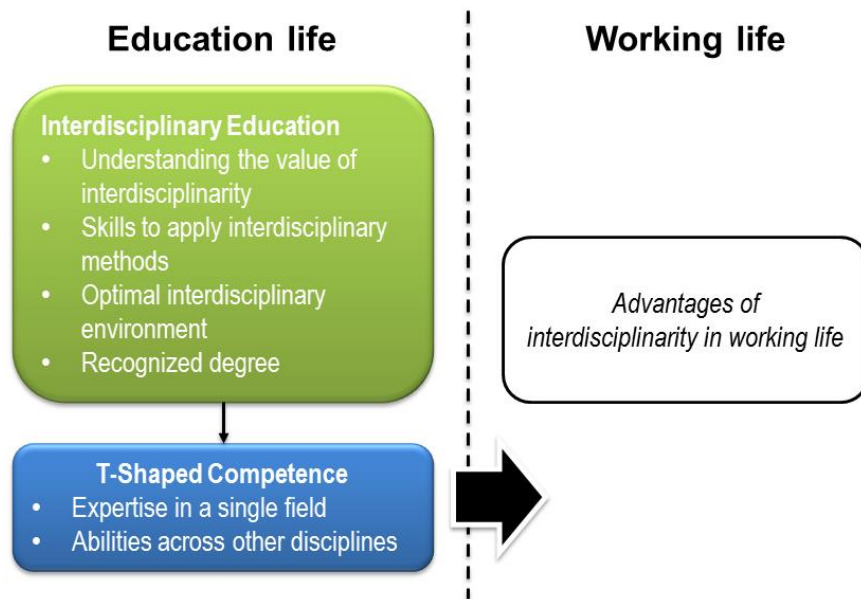 Education life
Working life
Interdisciplinary Education
• Understanding the value of
interdisciplinarity
• Skills to apply interdisciplinary
methods
• Optimal interdisciplinary
environment
• Recognized degree
Advantages of
interdisciplinarity in working life
T-Shaped Competence
• Expertise in a single field
• Abilities across other disciplines